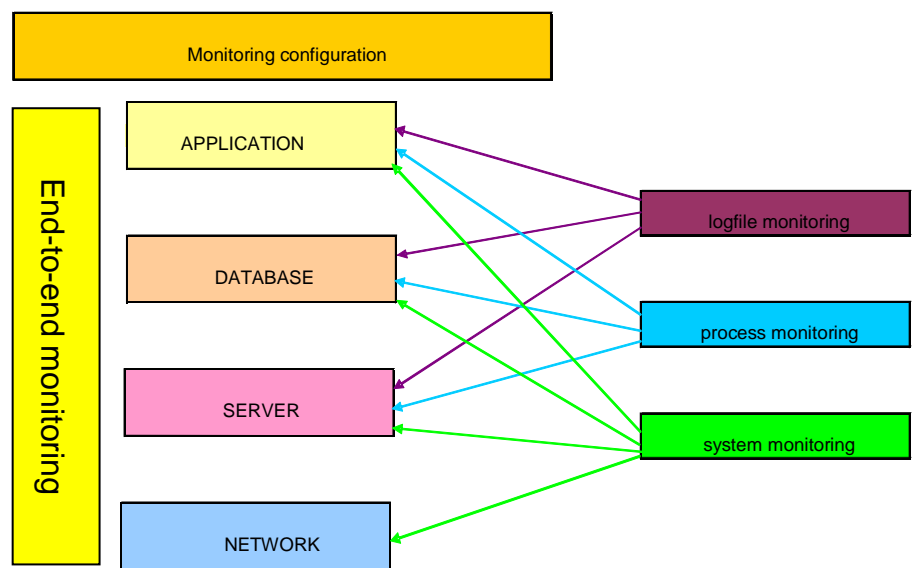 Monitoring configuration
End-to-end monitoring
APPLICATION
DATABASE
SERVER
NETWORK
logfile monitoring
process monitoring
system monitoring